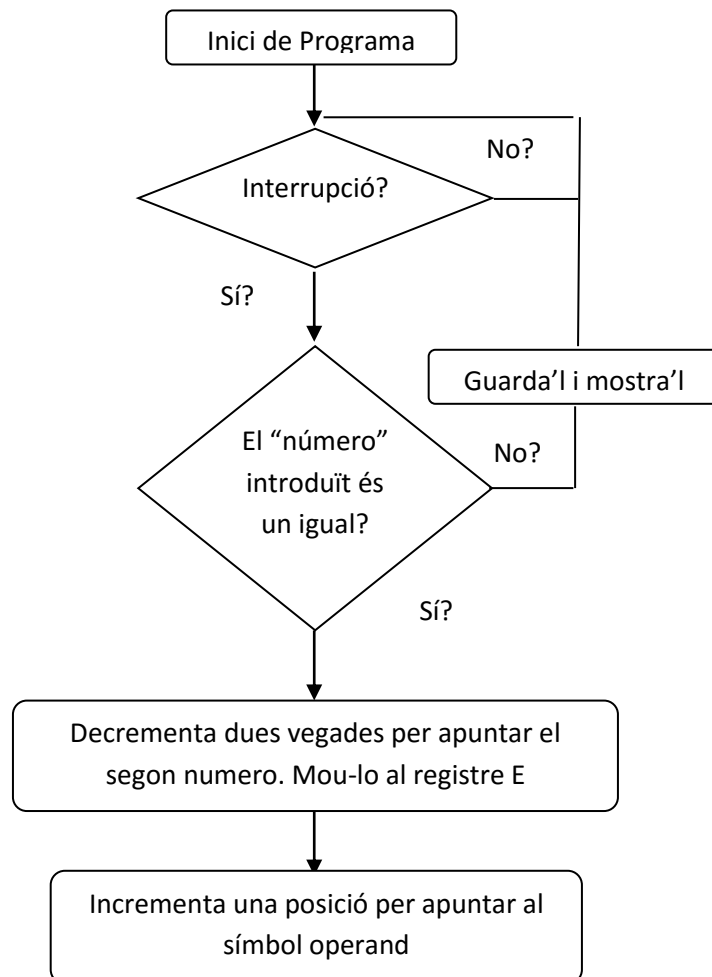 Inici de Programa
No?
Interrupció?
Sí?
Guarda’l i mostra’l
El “número”
introduït és
un igual?
No?
Sí?
Decrementa dues vegades per apuntar el
segon numero. Mou-lo al registre E
Incrementa una posició per apuntar al
símbol operand